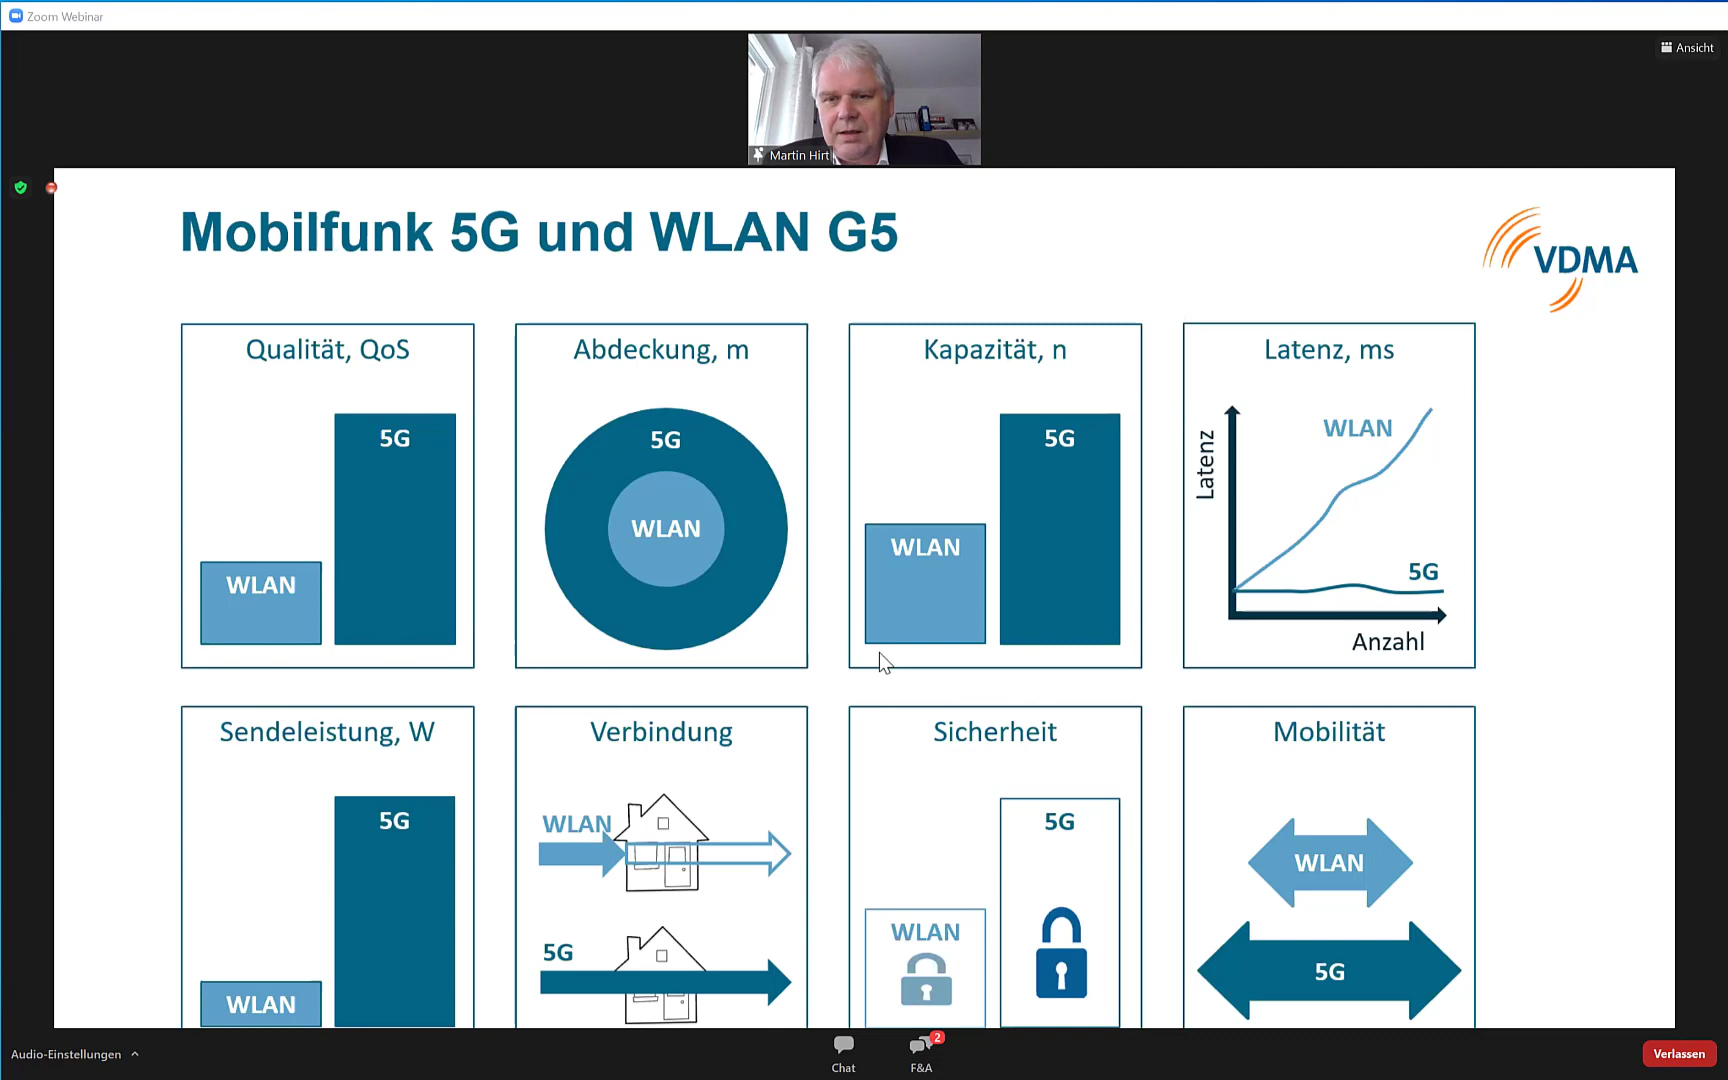 Zoom Webinar
Ansicht
Martin Hirt
Mobilfunk 5G und WLAN G5
VDMA
Qualität, QoS
5G
WLAN
Abdeckung, m
5G
WLAN
Kapazität, n
5G
WLAN
Latenz, ms
Latenz
WLAN
5G
Anzahl
Sendeleistung, W
5G
WLAN
Verbindung
WLAN
5G
Sicherheit
5G
WLAN
Mobilität
WLAN
5G
Audio-Einstellungen
Chat
2
F&A
Verlassen